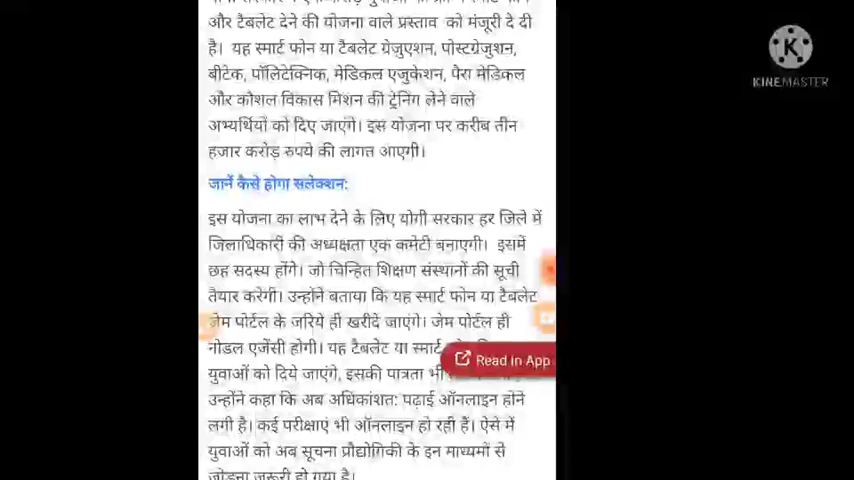 और टैबलेट देने की योजना वाले प्रस्ताव को मंजूरी दे दी
है। यह स्मार्ट फोन या टैबलेट ग्रेजुएशन, पोस्टग्रेजुशन,
बीटेक, पॉलिटेक्निक, मेडिकल एजुकेशन, पैरा मेडिकल
और कौशल विकास मिशन की ट्रेनिंग लेने वाले
अभ्यर्थियों को दिए जाएंगे। इस योजना पर करीब तीन
हजार करोड़ रुपये की लागत आएगी।
जानें कैसे होगा सलेक्शन:
इस योजना का लाभ देने के लिए योगी सरकार हर जिले में
जिलाधिकारी की अध्यक्षता एक कमेटी बनाएगी। इसमें
छह सदस्य होंगे। जो चिन्हित शिक्षण संस्थानों की सूची
तैयार करेगी। उन्होंने बताया कि यह स्मार्ट फोन या टैबलेट
जेम पोर्टल के जरिये ही खरीदे जाएंगे। जेम पोर्टल ही
नोडल एजेंसी होगी। यह टैबलेट या स्मार्ट
Read in App
युवाओं को दिये जाएंगे, इसकी पात्रता भी
उन्होंने कहा कि अब अधिकांशत: पढ़ाई ऑनलाइन होने
लगी है। कई परीक्षाएं भी ऑनलाइन हो रही हैं। ऐसे में
युवाओं को अब सूचना प्रौद्योगिकी के इन माध्यमों से
जोड़ना जरूरी हो गया है।
KINEMASTER